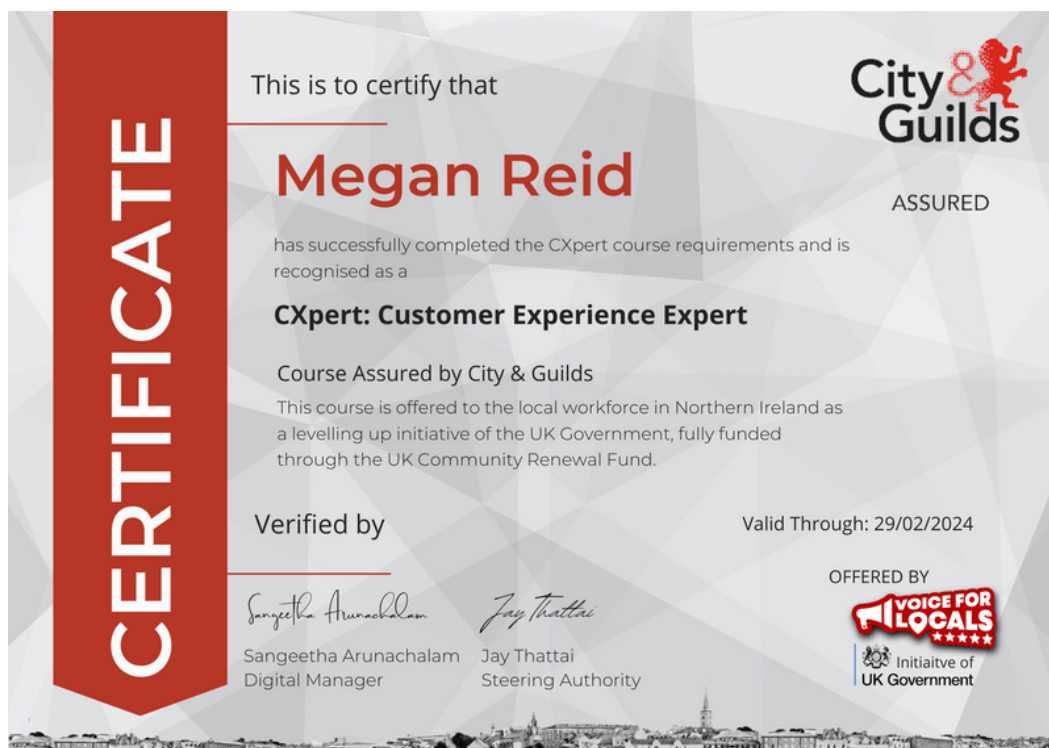 CERTIFICATE
This is to certify that
Megan Reid
has successfully completed the CXpert course requirements and is
recognised as a
CXpert: Customer Experience Expert
Course Assured by City & Guilds
This course is offered to the local workforce in Northern Ireland as
a levelling up initiative of the UK Government, fully funded
through the UK Community Renewal Fund.
City &
Guilds
ASSURED
Verified by
Valid Through: 29/02/2024
Sangeetha Arunachalam
Jay Thattai
Sangeetha Arunachalam
Digital Manager
Jay Thattai
Steering Authority
OFFERED BY
VOICE FOR
LOCALS
Initiaitve of
UK Government